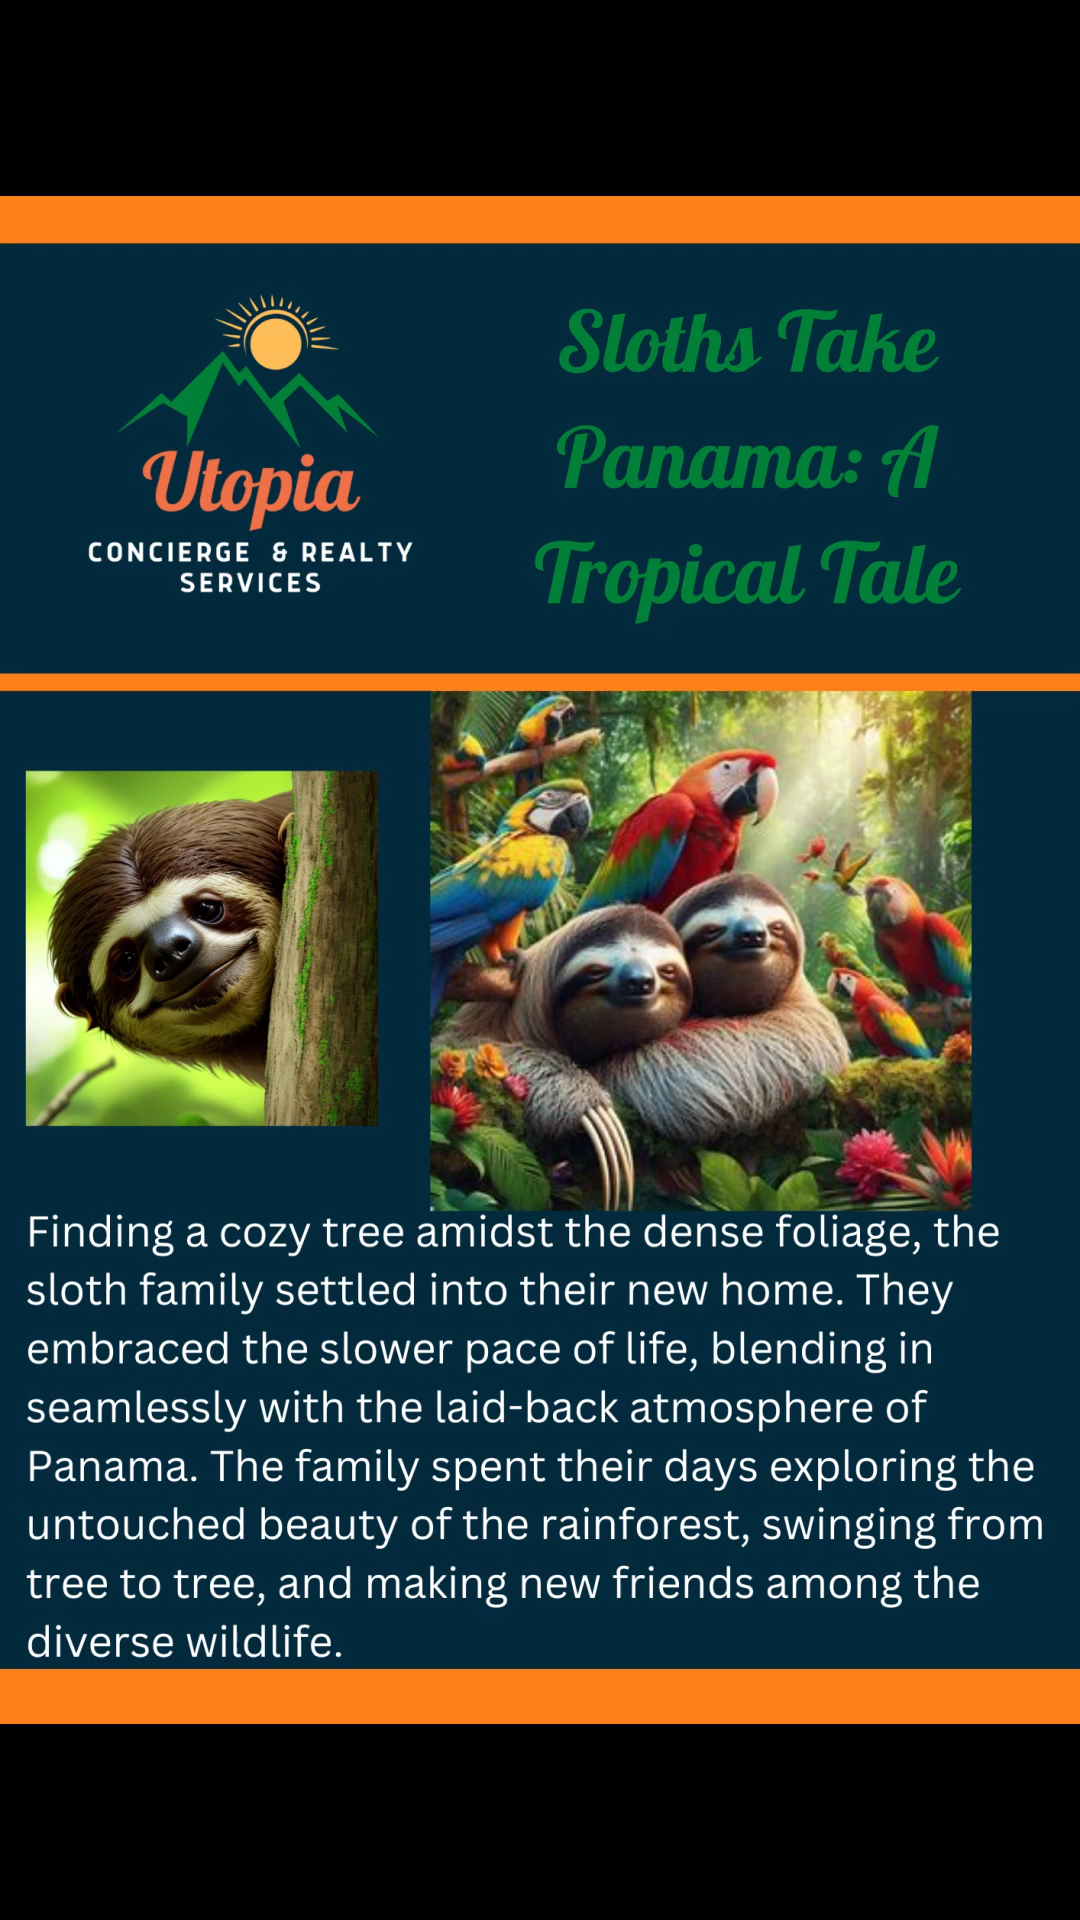 Utopia
CONCIERGE & REALTY
SERVICES
Sloths Take
Panama: A
Tropical Tale
Finding a cozy tree amidst the dense foliage, the
sloth family settled into their new home. They
embraced the slower pace of life, blending in
seamlessly with the laid-back atmosphere of
Panama. The family spent their days exploring the
untouched beauty of the rainforest, swinging from
tree to tree, and making new friends among the
diverse wildlife.